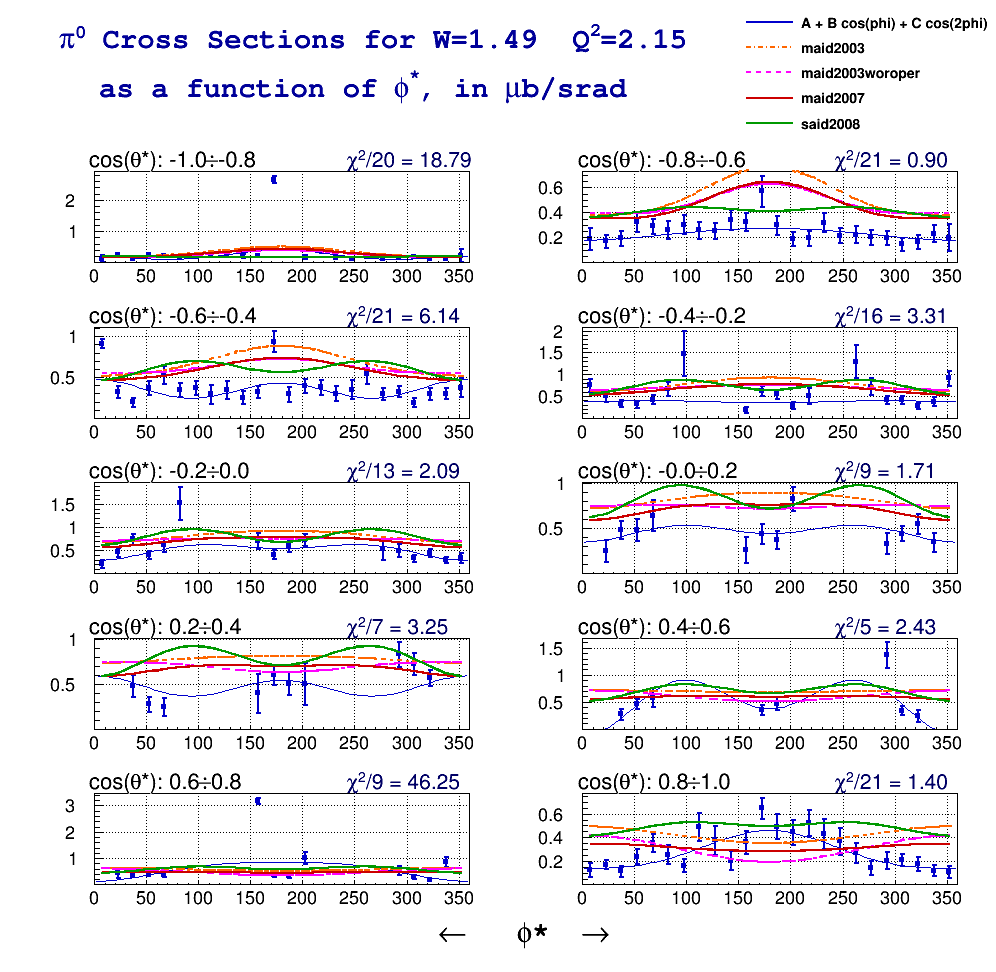 π⁰ Cross Sections for W=1.49 Q²=2.15
as a function of ϕ*, in μb/srad
A + B cos(phi) + C cos(2phi)
maid2003
maid2003woroper
maid2007
said2008
cos(θ*): -1.0÷-0.8 χ²/20 = 18.79
2
1
0 50 100 150 200 250 300 350
cos(θ*): -0.8÷-0.6 χ²/21 = 0.90
0.6
0.4
0.2
0 50 100 150 200 250 300 350
cos(θ*): -0.6÷-0.4 χ²/21 = 6.14
1
0.5
0 50 100 150 200 250 300 350
cos(θ*): -0.4÷-0.2 χ²/16 = 3.31
2
1.5
1
0.5
0 50 100 150 200 250 300 350
cos(θ*): -0.2÷0.0 χ²/13 = 2.09
1.5
1
0.5
0 50 100 150 200 250 300 350
cos(θ*): -0.0÷0.2 χ²/9 = 1.71
1
0.5
0 50 100 150 200 250 300 350
cos(θ*): 0.2÷0.4 χ²/7 = 3.25
1
0.5
0 50 100 150 200 250 300 350
cos(θ*): 0.4÷0.6 χ²/5 = 2.43
1.5
1
0.5
0 50 100 150 200 250 300 350
cos(θ*): 0.6÷0.8 χ²/9 = 46.25
3
2
1
0 50 100 150 200 250 300 350
cos(θ*): 0.8÷1.0 χ²/21 = 1.40
0.6
0.4
0.2
0 50 100 150 200 250 300 350
← ϕ* →